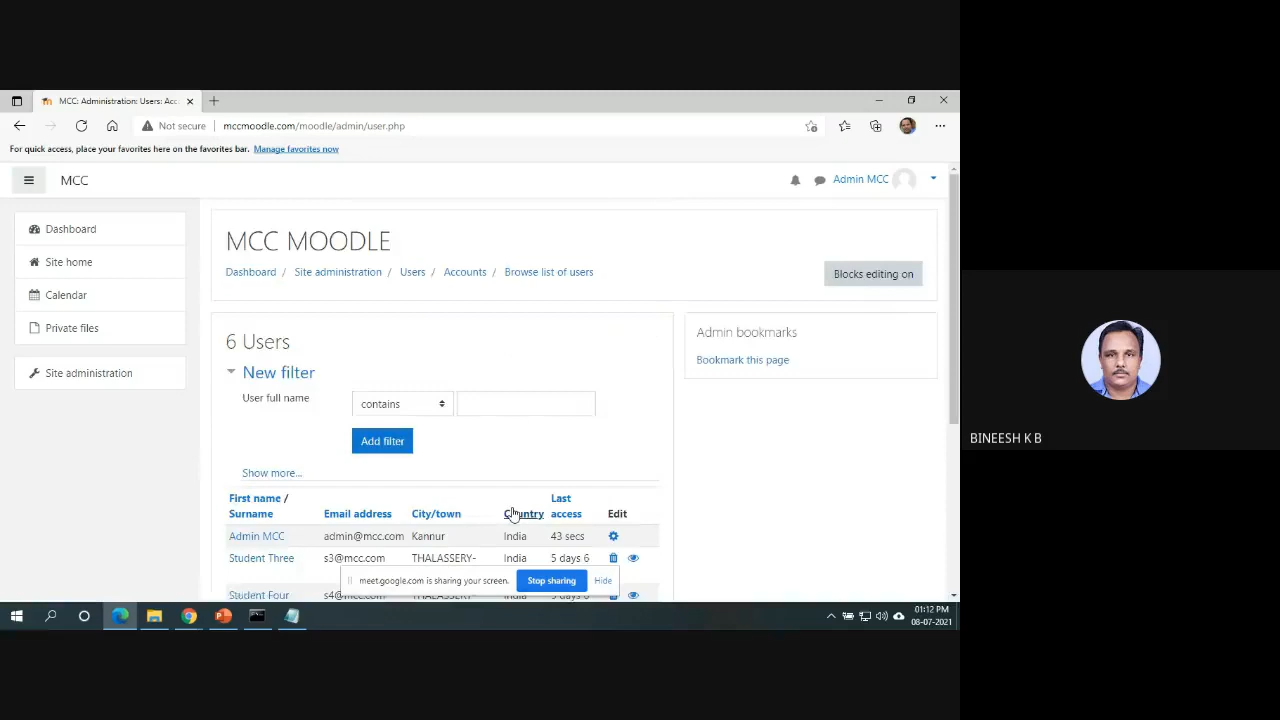 MCC: Administration: Users: Acc
Not secure mccmoodle.com/moodle/admin/user.php
For quick access, place your favorites here on the favorites bar. Manage favorites now
MCC
Admin MCC
Dashboard
Site home
Calendar
Private files
Site administration
MCC MOODLE
Dashboard / Site administration / Users / Accounts / Browse list of users
Blocks editing on
6 Users
New filter
User full name contains
Add filter
Show more...
Admin bookmarks
Bookmark this page
First name / Surname Email address City/town Country Last access Edit
Admin MCC admin@mcc.com Kannur India 43 secs
Student Three s3@mcc.com THALASSERY- India 5 days 6
meet.google.com is sharing your screen. Stop sharing Hide
Student Four s4@mcc.com THALASSERY- India
01:12 PM
08-07-2021
BINEESH K B